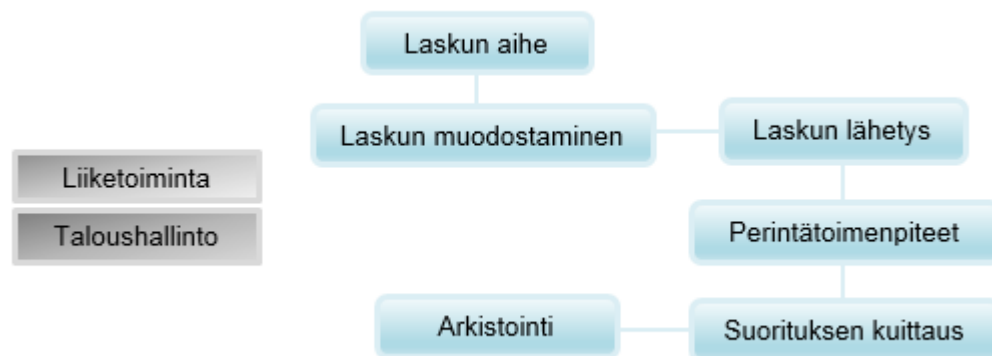 Laskun aihe
Laskun muodostaminen
Laskun lähetys
Liiketoiminta
Taloushallinto
Perintätoimenpiteet
Arkistointi
Suorituksen kuittaus